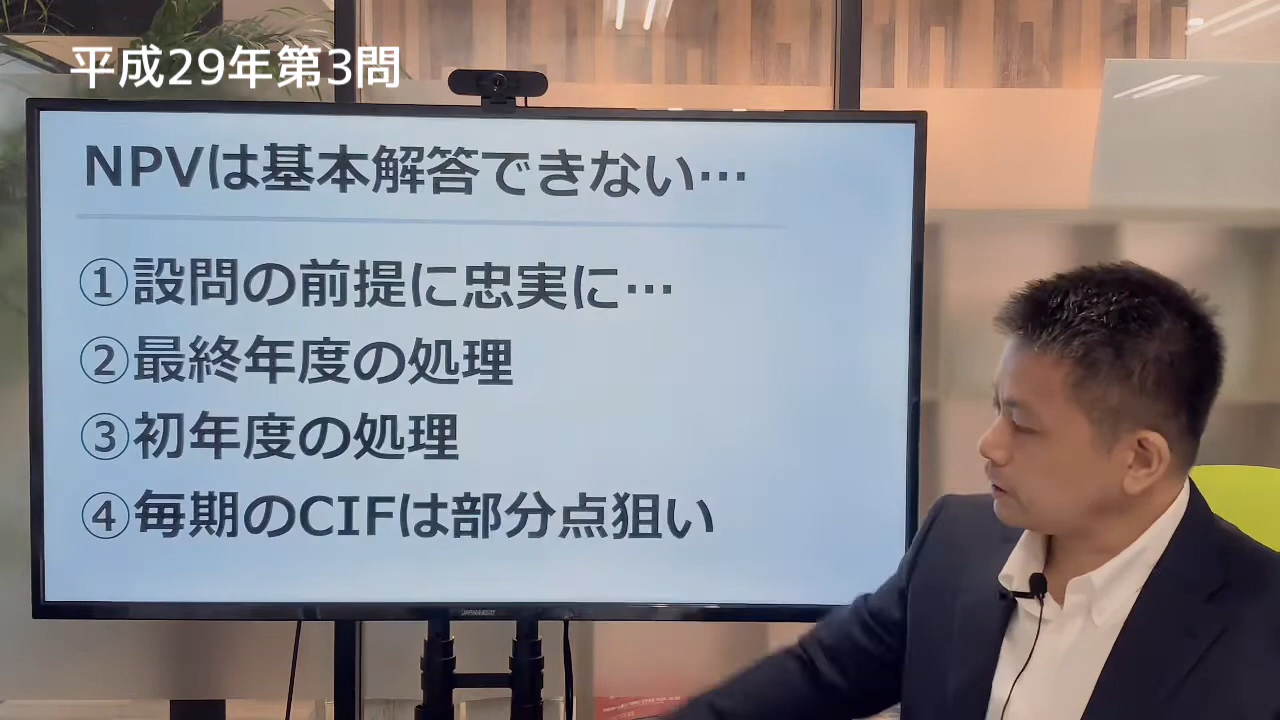 平成29年第3問
NPVは基本解答できない…
①設問の前提に忠実に…
②最終年度の処理
③初年度の処理
④毎期のCIFは部分点狙い